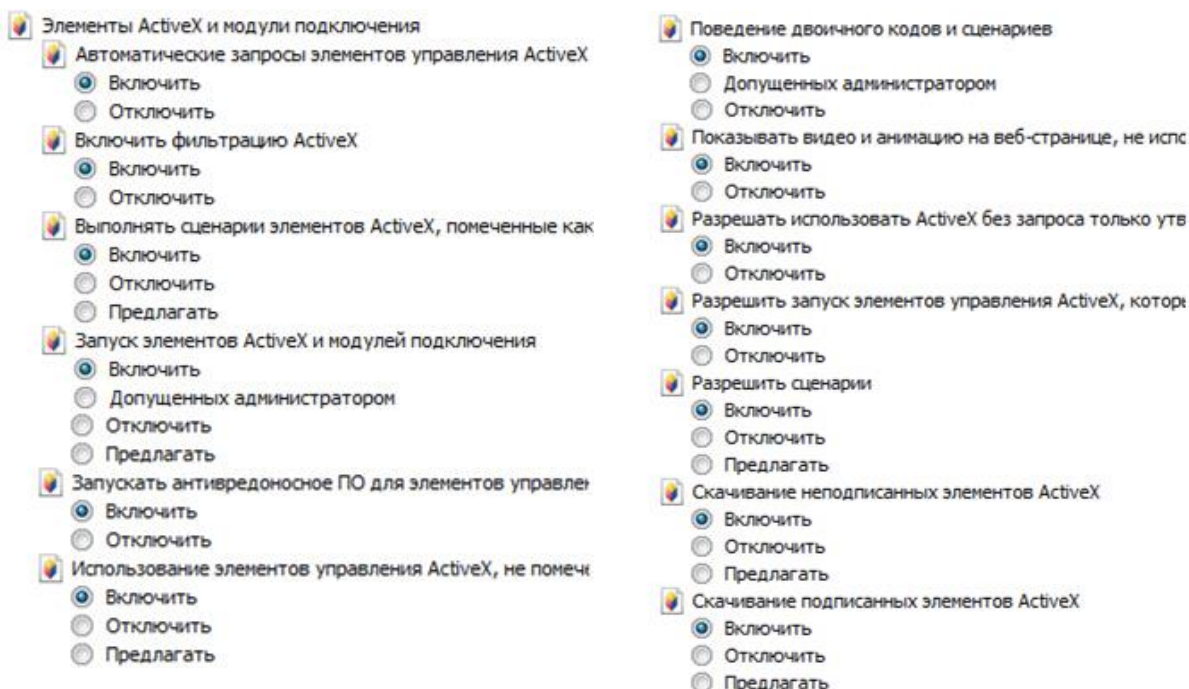 Элементы ActiveX и модули подключения
Автоматические запросы элементов управления ActiveX
Включить
Отключить
Включить фильтрацию ActiveX
Включить
Отключить
Выполнять сценарии элементов ActiveX, помеченные как
Включить
Отключить
Предлагать
Запуск элементов ActiveX и модулей подключения
Включить
Допущенных администратором
Отключить
Предлагать
Запускать антивредоносное ПО для элементов управлен
Включить
Отключить
Использование элементов управления ActiveX, не помече
Включить
Отключить
Предлагать
Поведение двоичного кодов и сценариев
Включить
Допущенных администратором
Отключить
Показывать видео и анимацию на веб-странице, не испо
Включить
Отключить
Разрешать использовать ActiveX без запроса только утв
Включить
Отключить
Разрешить запуск элементов управления ActiveX, которы
Включить
Отключить
Разрешить сценарии
Включить
Отключить
Предлагать
Скачивание неподписанных элементов ActiveX
Включить
Отключить
Предлагать
Скачивание подписанных элементов ActiveX
Включить
Отключить
Предлагать